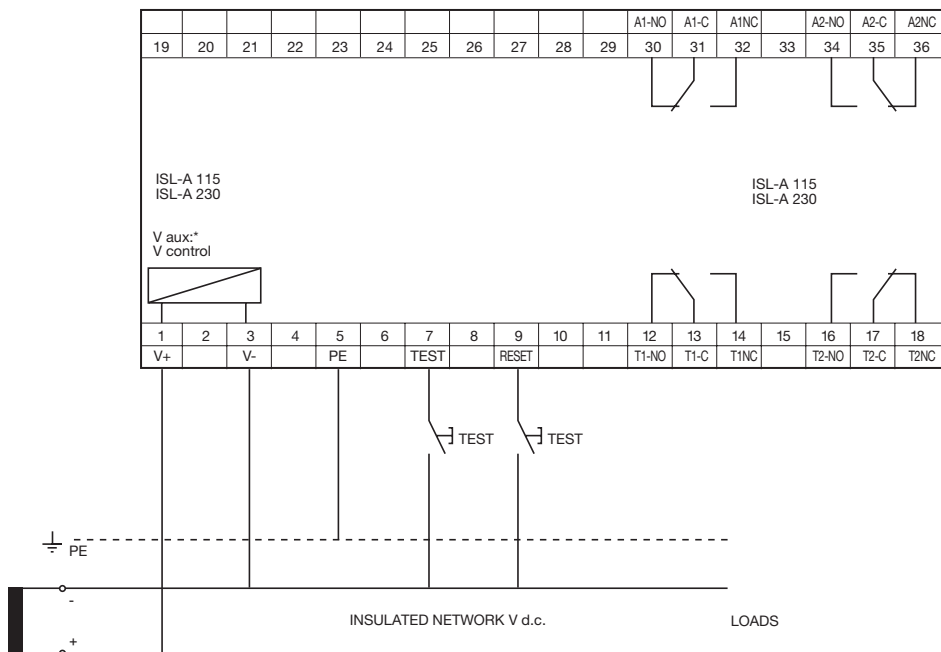 A1-NO A1-C A1NC A2-NO A2-C A2NC
19 20 21 22 23 24 25 26 27 28 29 30 31 32 33 34 35 36
ISL-A 115
ISL-A 230
ISL-A 115
ISL-A 230
V aux:*
V control
1 2 3 4 5 6 7 8 9 10 11 12 13 14 15 16 17 18
V+ V- PE TEST RESET T1-NO T1-C T1NC T2-NO T2-C T2NC
TEST TEST
PE
-
INSULATED NETWORK V d.c. LOADS
+